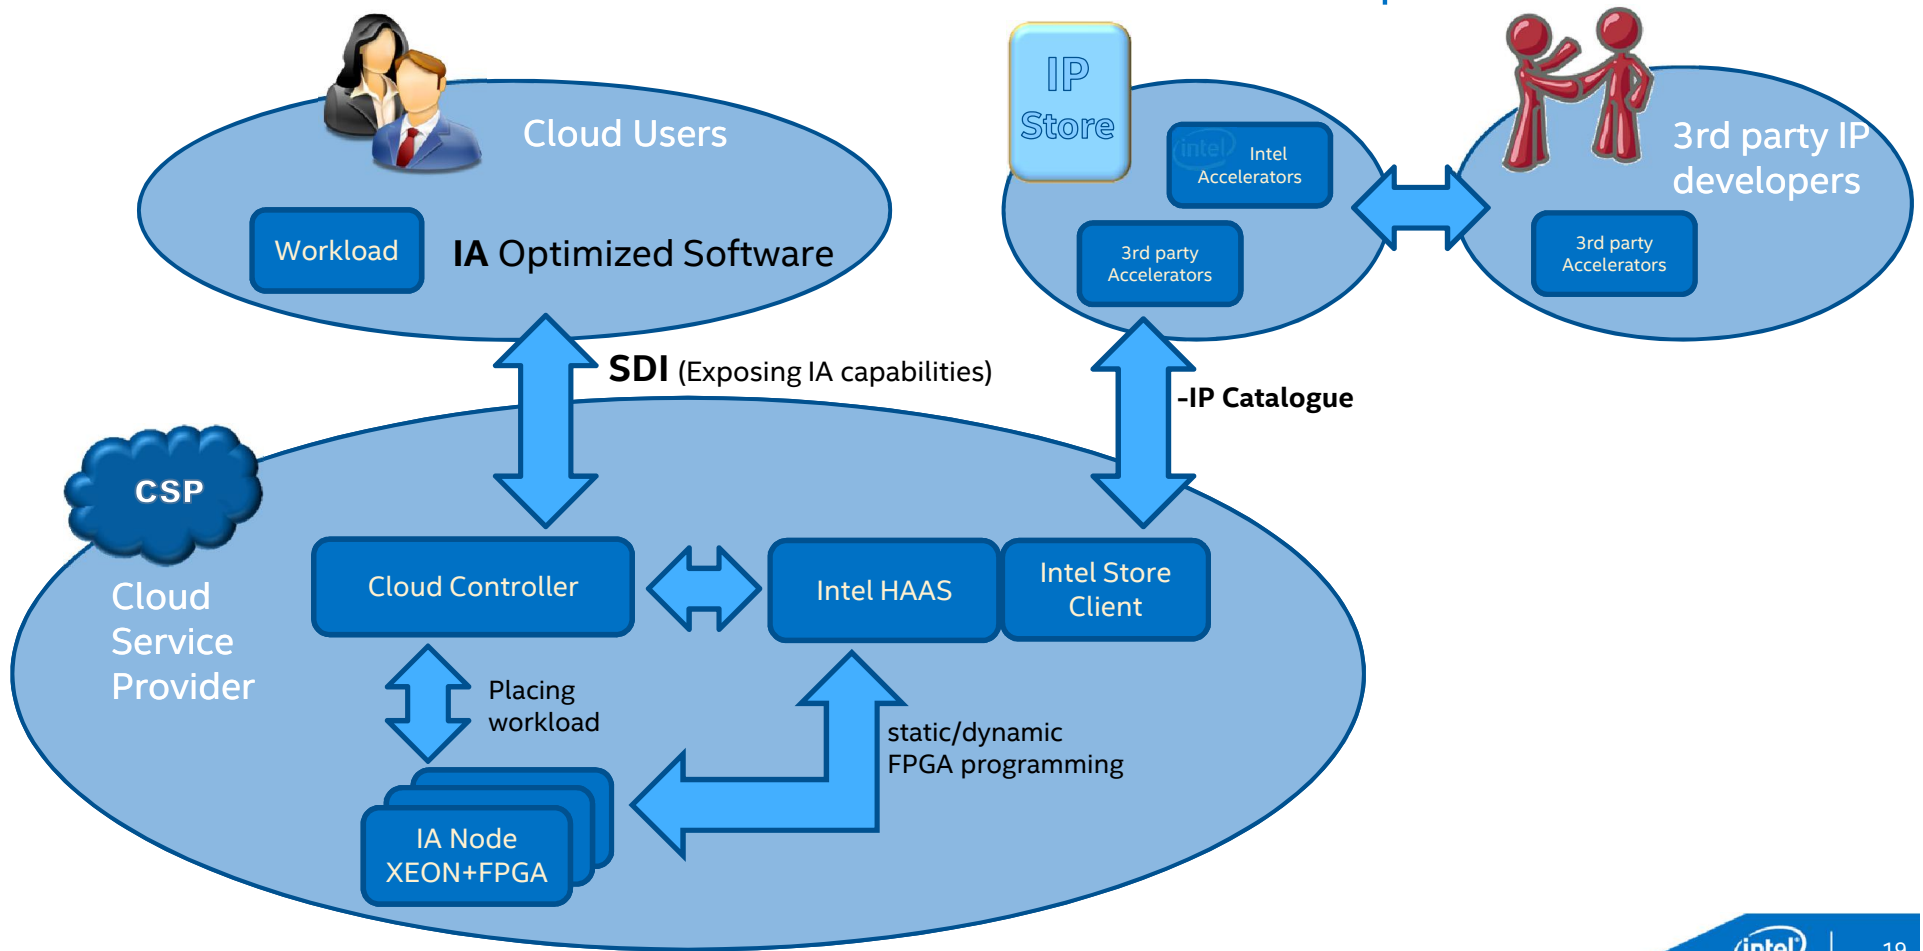 IP
Store
Cloud Users
Workload
IA Optimized Software
intel
Intel
Accelerators
3rd party
Accelerators
3rd party IP
developers
3rd party
Accelerators
SDI (Exposing IA capabilities)
-IP Catalogue
CSP
Cloud
Service
Provider
Cloud Controller
Intel HAAS
Intel Store
Client
Placing
workload
static/dynamic
FPGA programming
IA Node
XEON+FPGA
intel
19